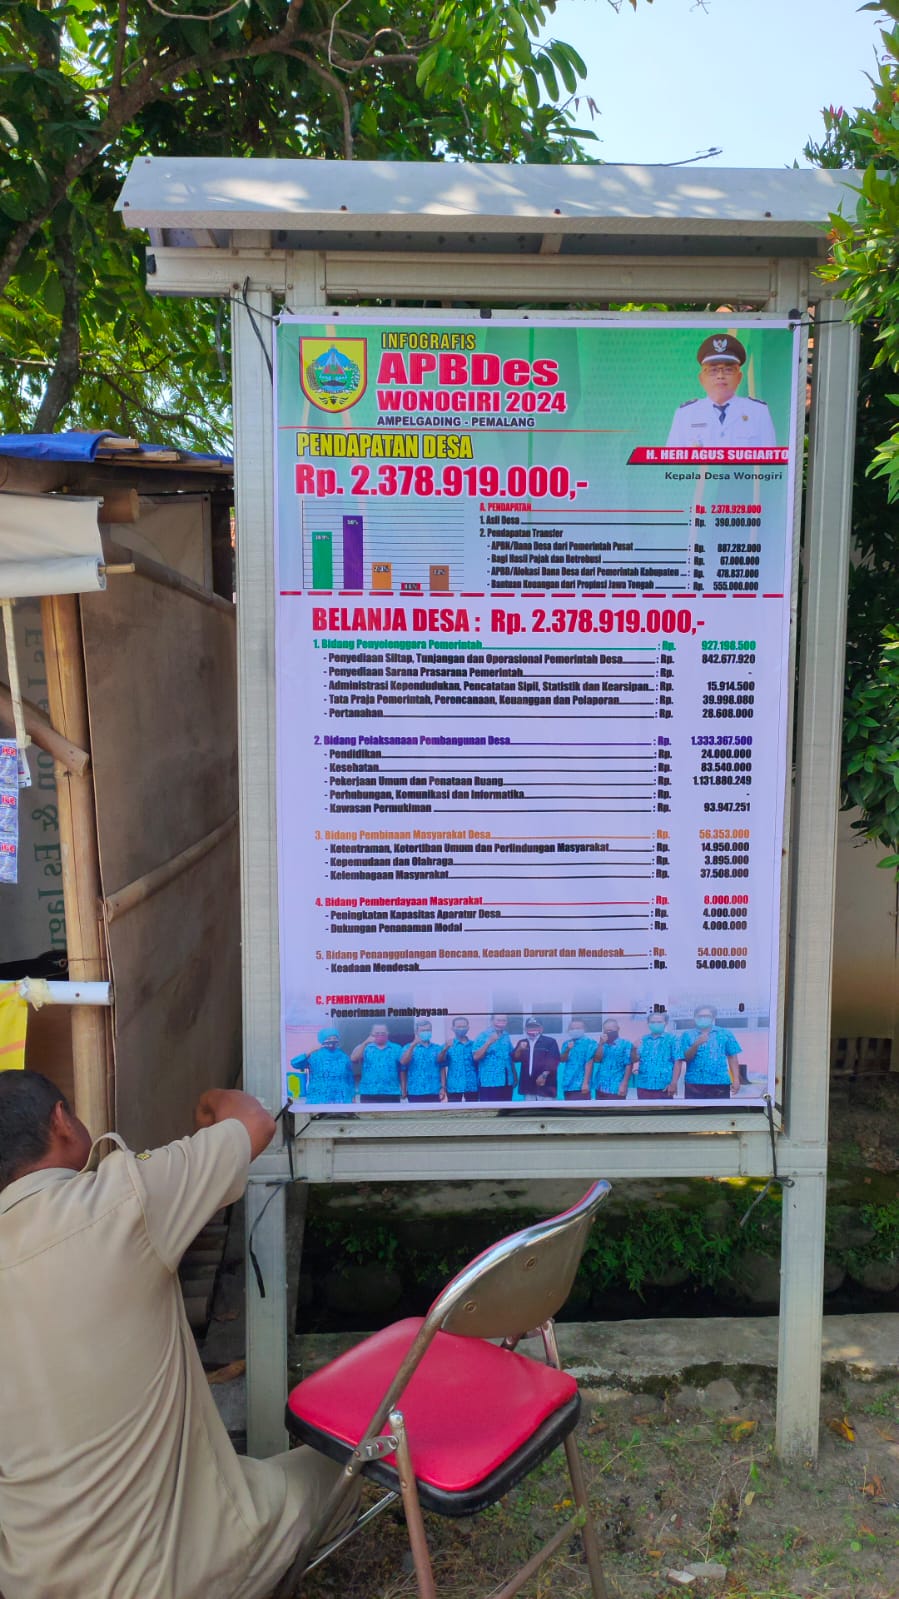 INFOGRAFIS
APBDes
WONOGIRI 2024
AMPELGADING - PEMALANG
H. HERI AGUS SUGIARTO
Kepala Desa Wonogiri
PENDAPATAN DESA
Rp. 2.378.919.000,-
A. PENDAPATAN : Rp. 2.378.929.000
1. Asli Desa : Rp. 390.000.000
2. Pendapatan Transfer
- APBN/Dana Desa dari Pemerintah Pusat : Rp. 887.282.000
- Bagi Hasil Pajak dan Retrebusi : Rp. 67.000.000
- APBD/Alokasi Dana Desa dari Pemerintah Kabupaten : Rp. 478.837.000
- Bantuan Keuangan dari Propinsi Jawa Tengah : Rp. 555.000.000
BELANJA DESA : Rp. 2.378.919.000,-
1. Bidang Penyelenggara Pemerintah : Rp. 927.198.500
- Penyediaan Siltap, Tunjangan dan Operasional Pemerintah Desa : Rp. 842.677.920
- Penyediaan Sarana Prasarana Pemerintah : Rp. -
- Administrasi Kependudukan, Pencatatan Sipil, Statistik dan Kearsipan : Rp. 15.914.500
- Tata Praja Pemerintah, Perencanaan, Keuanggan dan Pelaporan : Rp. 39.998.080
- Pertanahan : Rp. 28.608.000
2. Bidang Pelaksanaan Pembangunan Desa : Rp. 1.333.367.500
- Pendidikan : Rp. 24.000.000
- Kesehatan : Rp. 83.540.000
- Pekerjaan Umum dan Penataan Ruang : Rp. 1.131.880.249
- Perhubungan, Komunikasi dan Informatika : Rp. -
- Kawasan Permukiman : Rp. 93.947.251
3. Bidang Pembinaan Masyarakat Desa : Rp. 56.353.000
- Ketentraman, Ketertiban Umum dan Perlindungan Masyarakat : Rp. 14.950.000
- Kepemudaan dan Olahraga : Rp. 3.895.000
- Kelembagaan Masyarakat : Rp. 37.508.000
4. Bidang Pemberdayaan Masyarakat : Rp. 8.000.000
- Peningkatan Kapasitas Aparatur Desa : Rp. 4.000.000
- Dukungan Penanaman Modal : Rp. 4.000.000
5. Bidang Penanggulangan Bencana, Keadaan Darurat dan Mendesak : Rp. 54.000.000
- Keadaan Mendesak : Rp. 54.000.000
C. PEMBIYAYAAN
- Penerimaan Pembiyayaan : Rp. 0